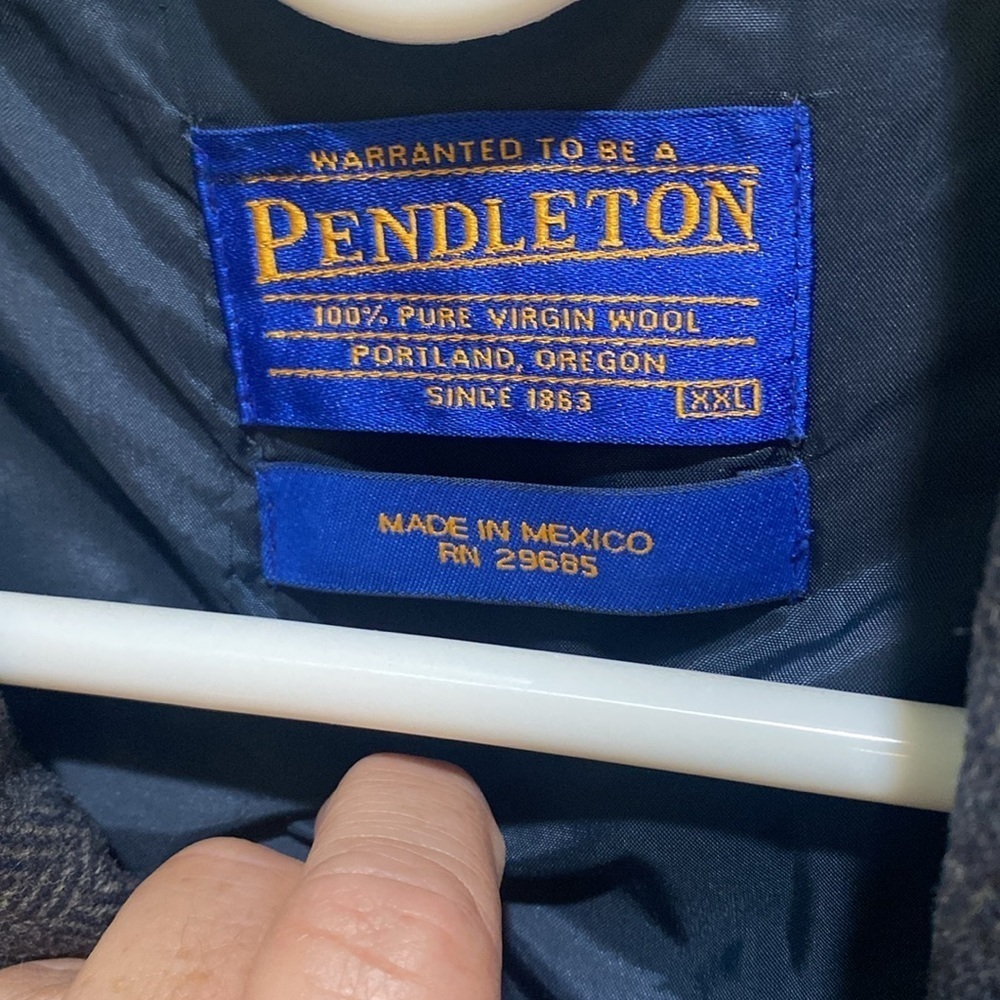 WARRANTED TO BE A
PENDLETON
100% PURE VIRGIN WOOL
PORTLAND, OREGON
SINCE 1863
XXL
MADE IN MEXICO
RN 29685